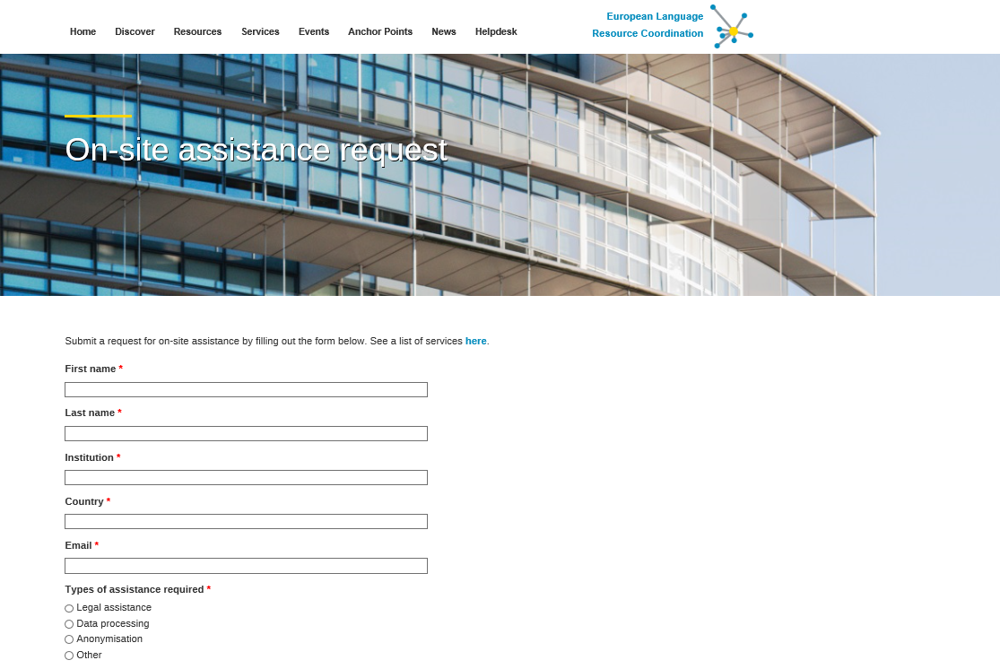 Home Discover Resources Services Events Anchor Points News Helpdesk
European Language
Resource Coordination
On-site assistance request
Submit a request for on-site assistance by filling out the form below. See a list of services here.
First name *
Last name *
Institution *
Country *
Email *
Types of assistance required *
Legal assistance
Data processing
Anonymisation
Other